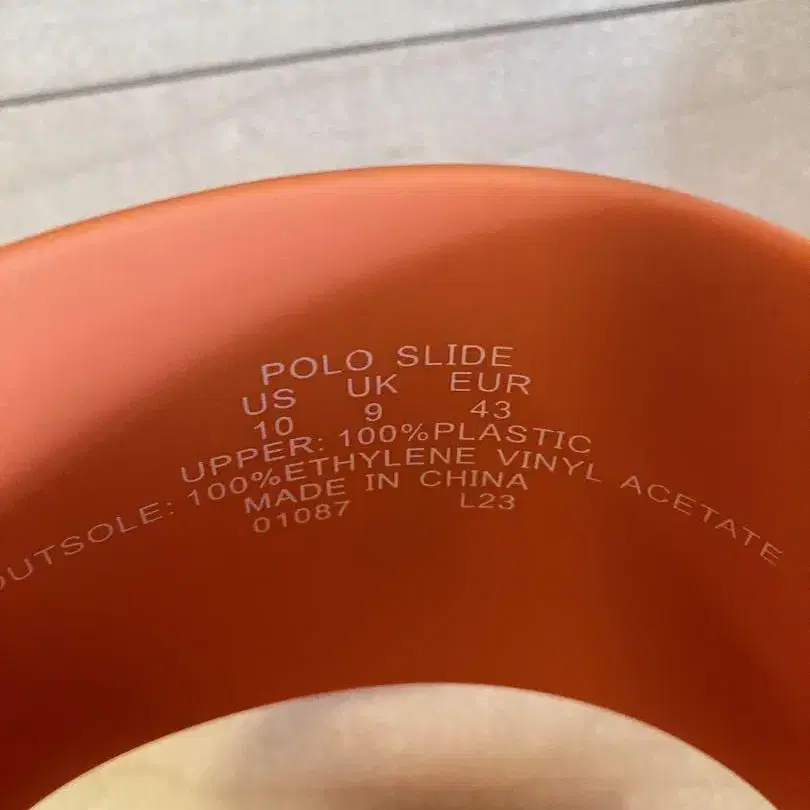 POLO SLIDE
US UK EUR
10 9 43
UPPER: 100%PLASTIC
OUTSOLE: 100%ETHYLENE VINYL ACETATE
MADE IN CHINA
01087 L23